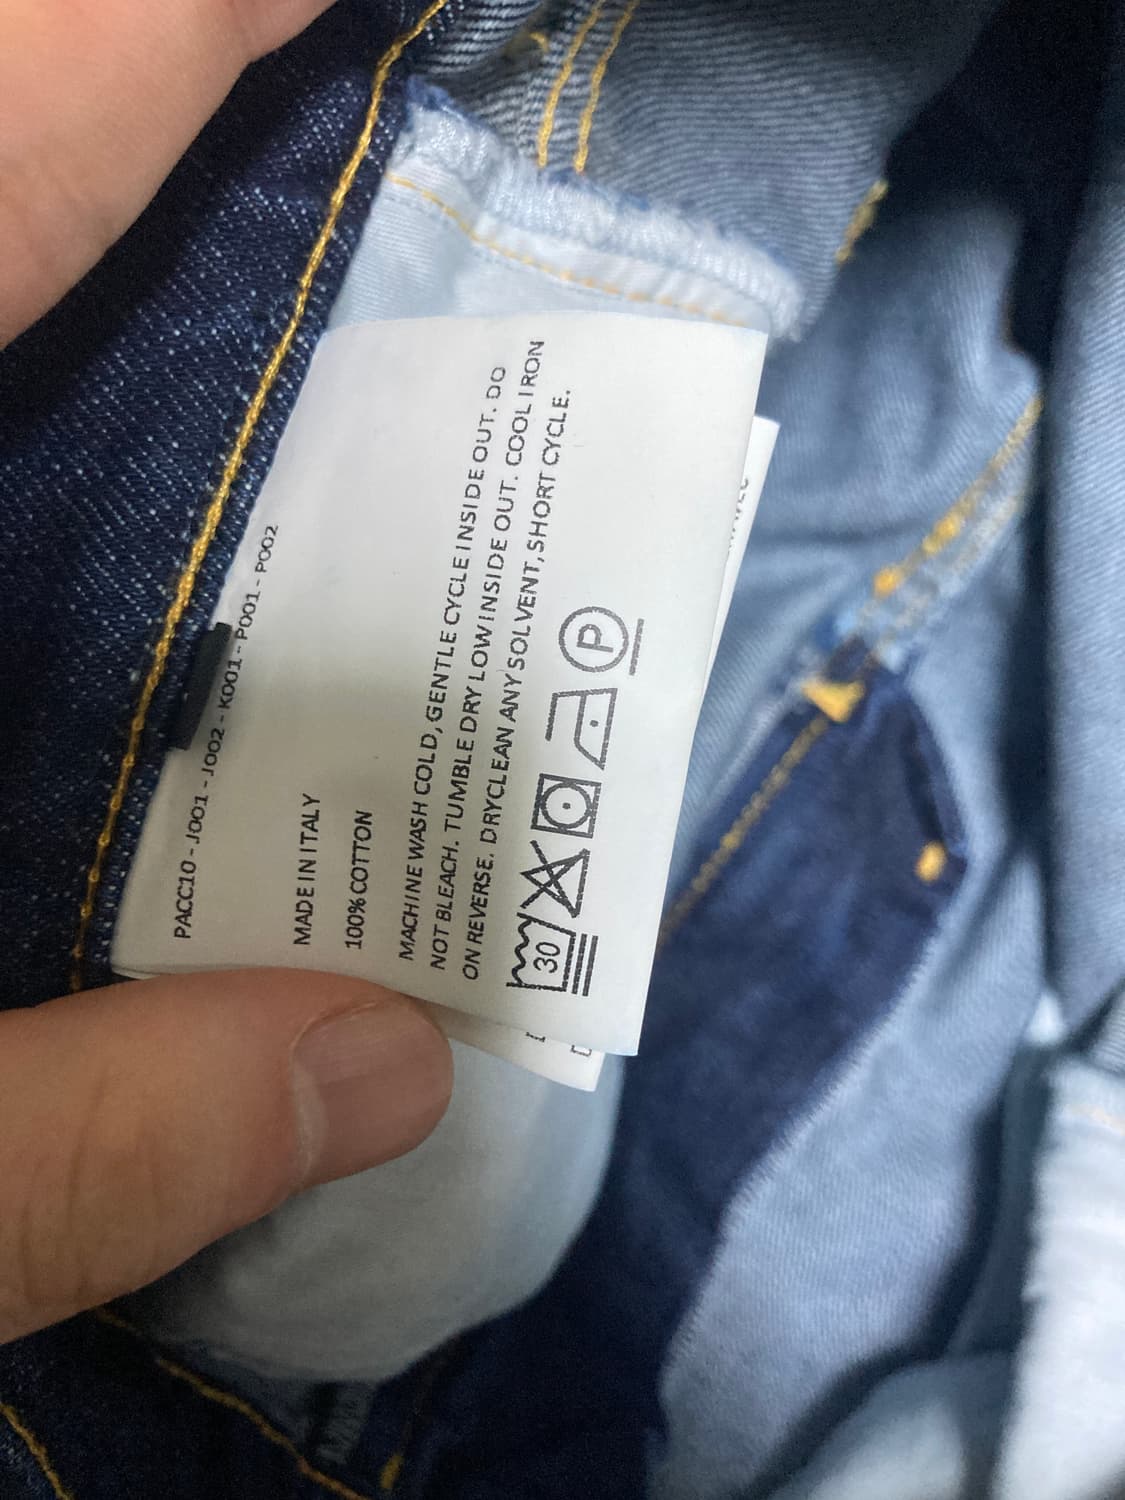 PACC10 - J001 - J002 - K001 - P001 - P002
MADE IN ITALY
100% COTTON
MACHINE WASH COLD, GENTLE CYCLE INSIDE OUT. DO
NOT BLEACH. TUMBLE DRY LOW INSIDE OUT. COOL IRON
ON REVERSE. DRYCLEAN ANY SOLVENT, SHORT CYCLE.
30 P